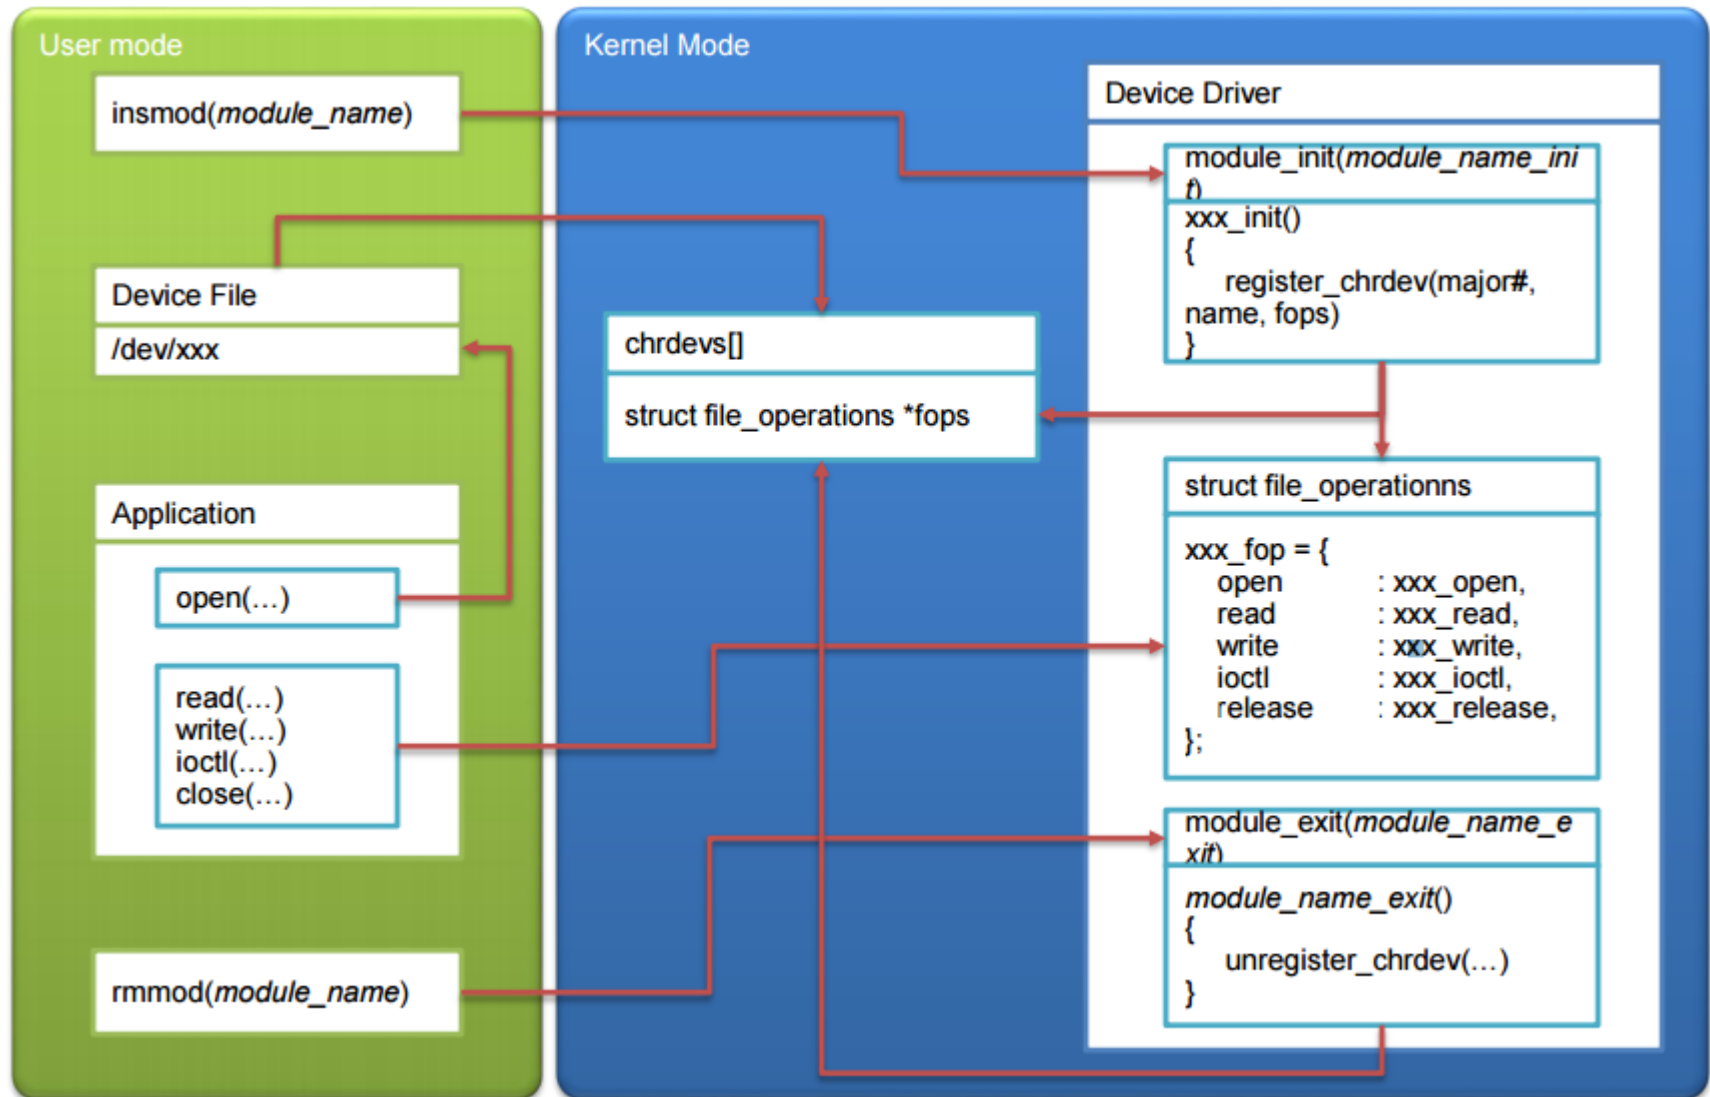 User mode
insmod(module_name)
Device File
/dev/xxx
Application
open(...)
read(...)
write(...)
ioctl(...)
close(...)
rmmod(module_name)
Kernel Mode
chrdevs[]
struct file_operations *fops
Device Driver
module_init(module_name_ini
t)
xxx_init()
{
register_chrdev(major#,
name, fops)
}
struct file_operationns
xxx_fop = {
open : xxx_open,
read : xxx_read,
write : xxx_write,
ioctl : xxx_ioctl,
release : xxx_release,
};
module_exit(module_name_e
xit)
module_name_exit()
{
unregister_chrdev(...)
}